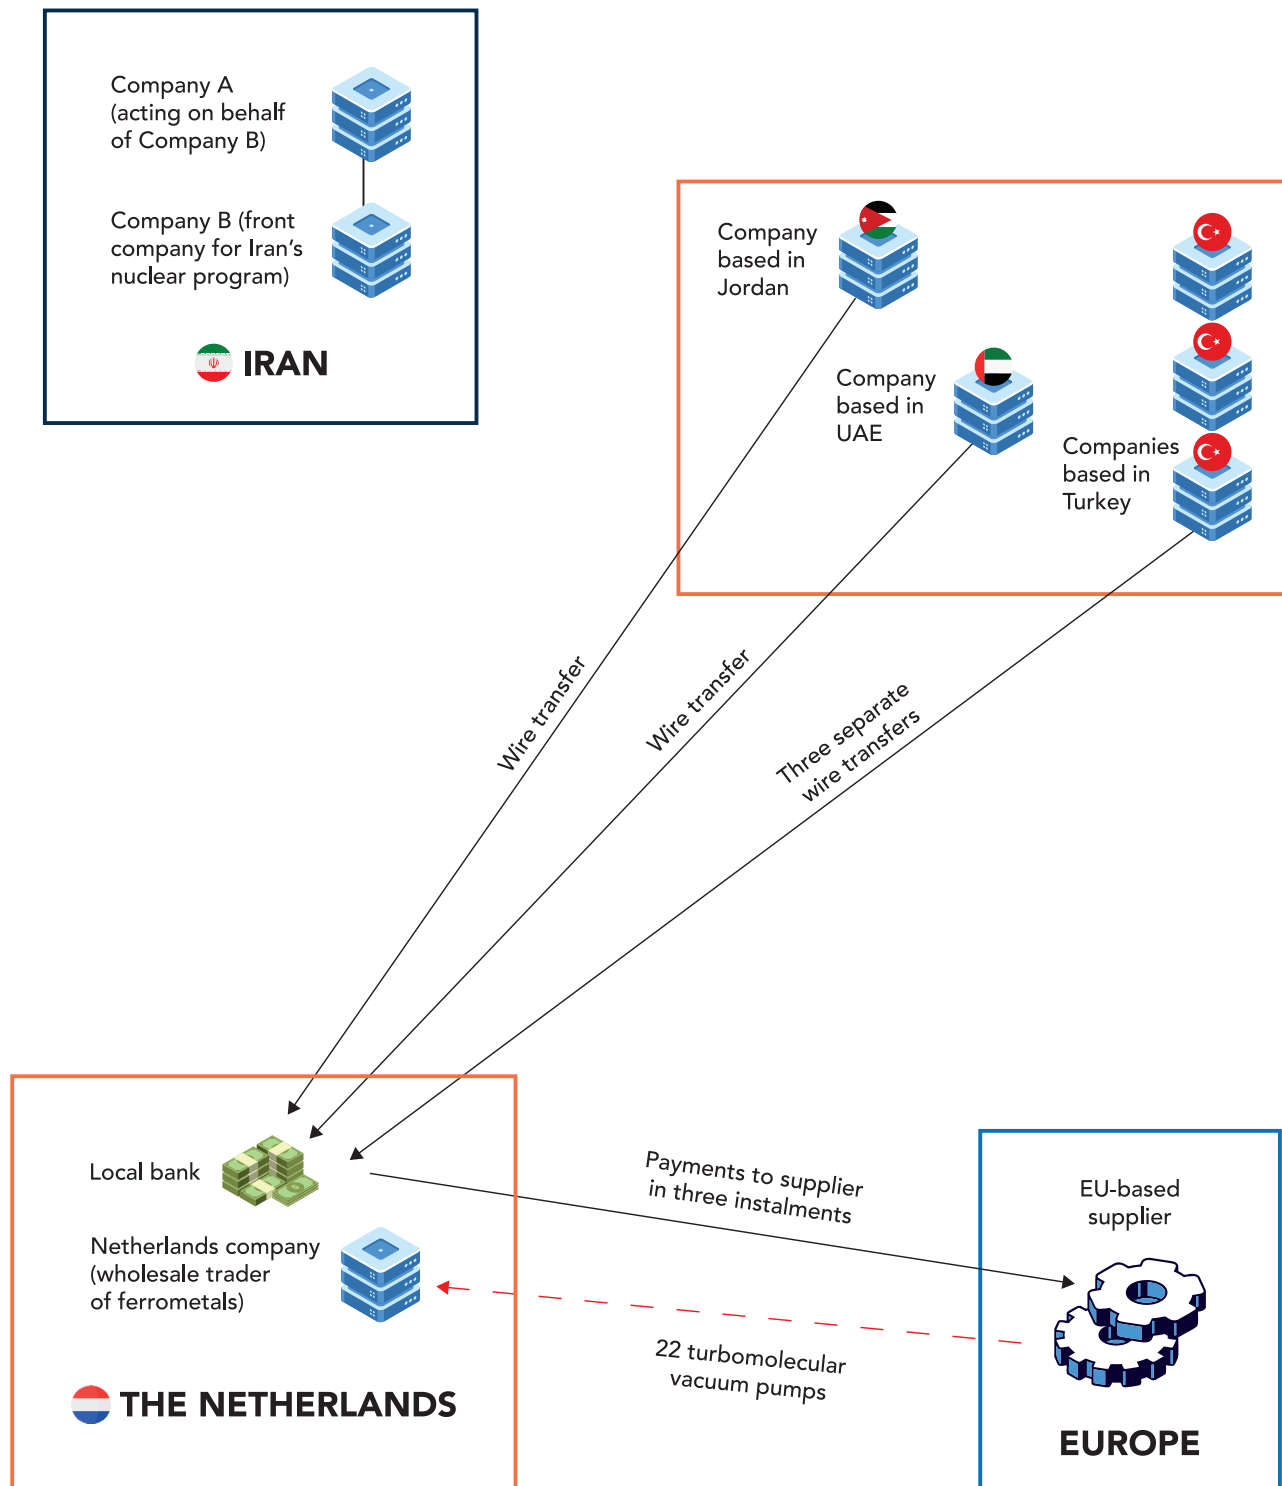 Company A
(acting on behalf
of Company B)
Company B (front
company for Iran’s
nuclear program)
IRAN
Company
based in
Jordan
Company
based in
UAE
Companies
based in
Turkey
Wire transfer
Wire transfer
Three separate
wire transfers
Local bank
Netherlands company
(wholesale trader
of ferrometals)
THE NETHERLANDS
Payments to supplier
in three instalments
22 turbomolecular
vacuum pumps
EU-based
supplier
EUROPE